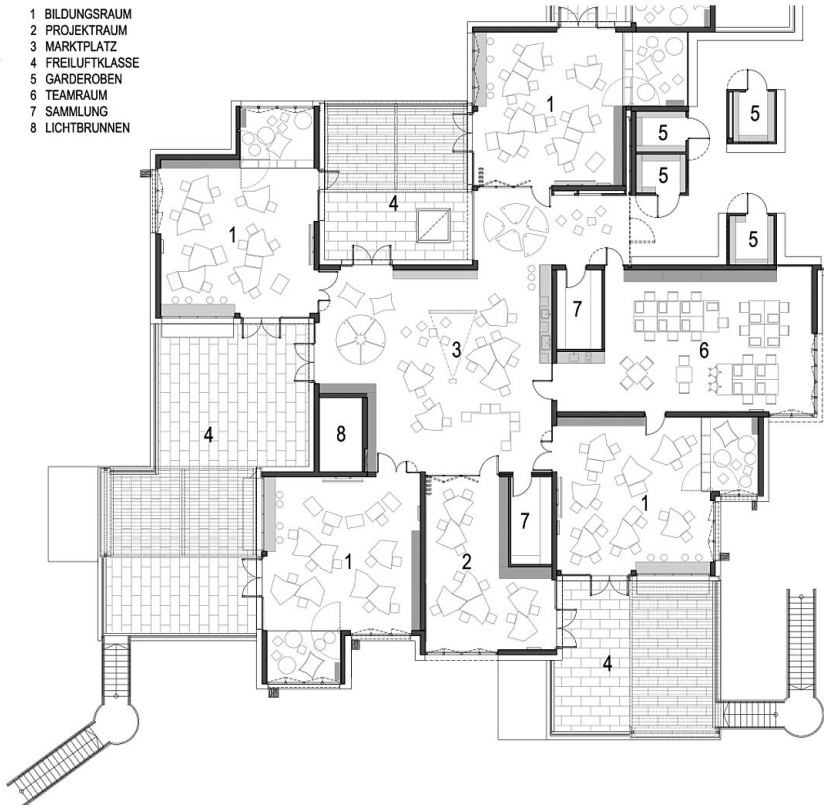 1 BILDUNGSRAUM
2 PROJEKTRAUM
3 MARKTPLATZ
4 FREILUFTKLASSE
5 GARDEROBEN
6 TEAMRAUM
7 SAMMLUNG
8 LICHTBRUNNEN
1
5
5
5
4
1
5
7
3
6
4
8
7
1
1
2
4